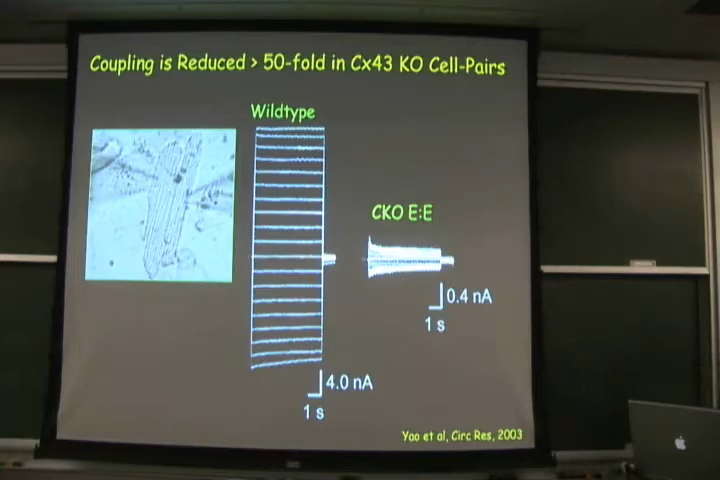 Coupling is Reduced > 50-fold in Cx43 KO Cell-Pairs
Wildtype
CKO E:E
0.4 nA
1 s
4.0 nA
1 s
Yao et al, Circ Res, 2003